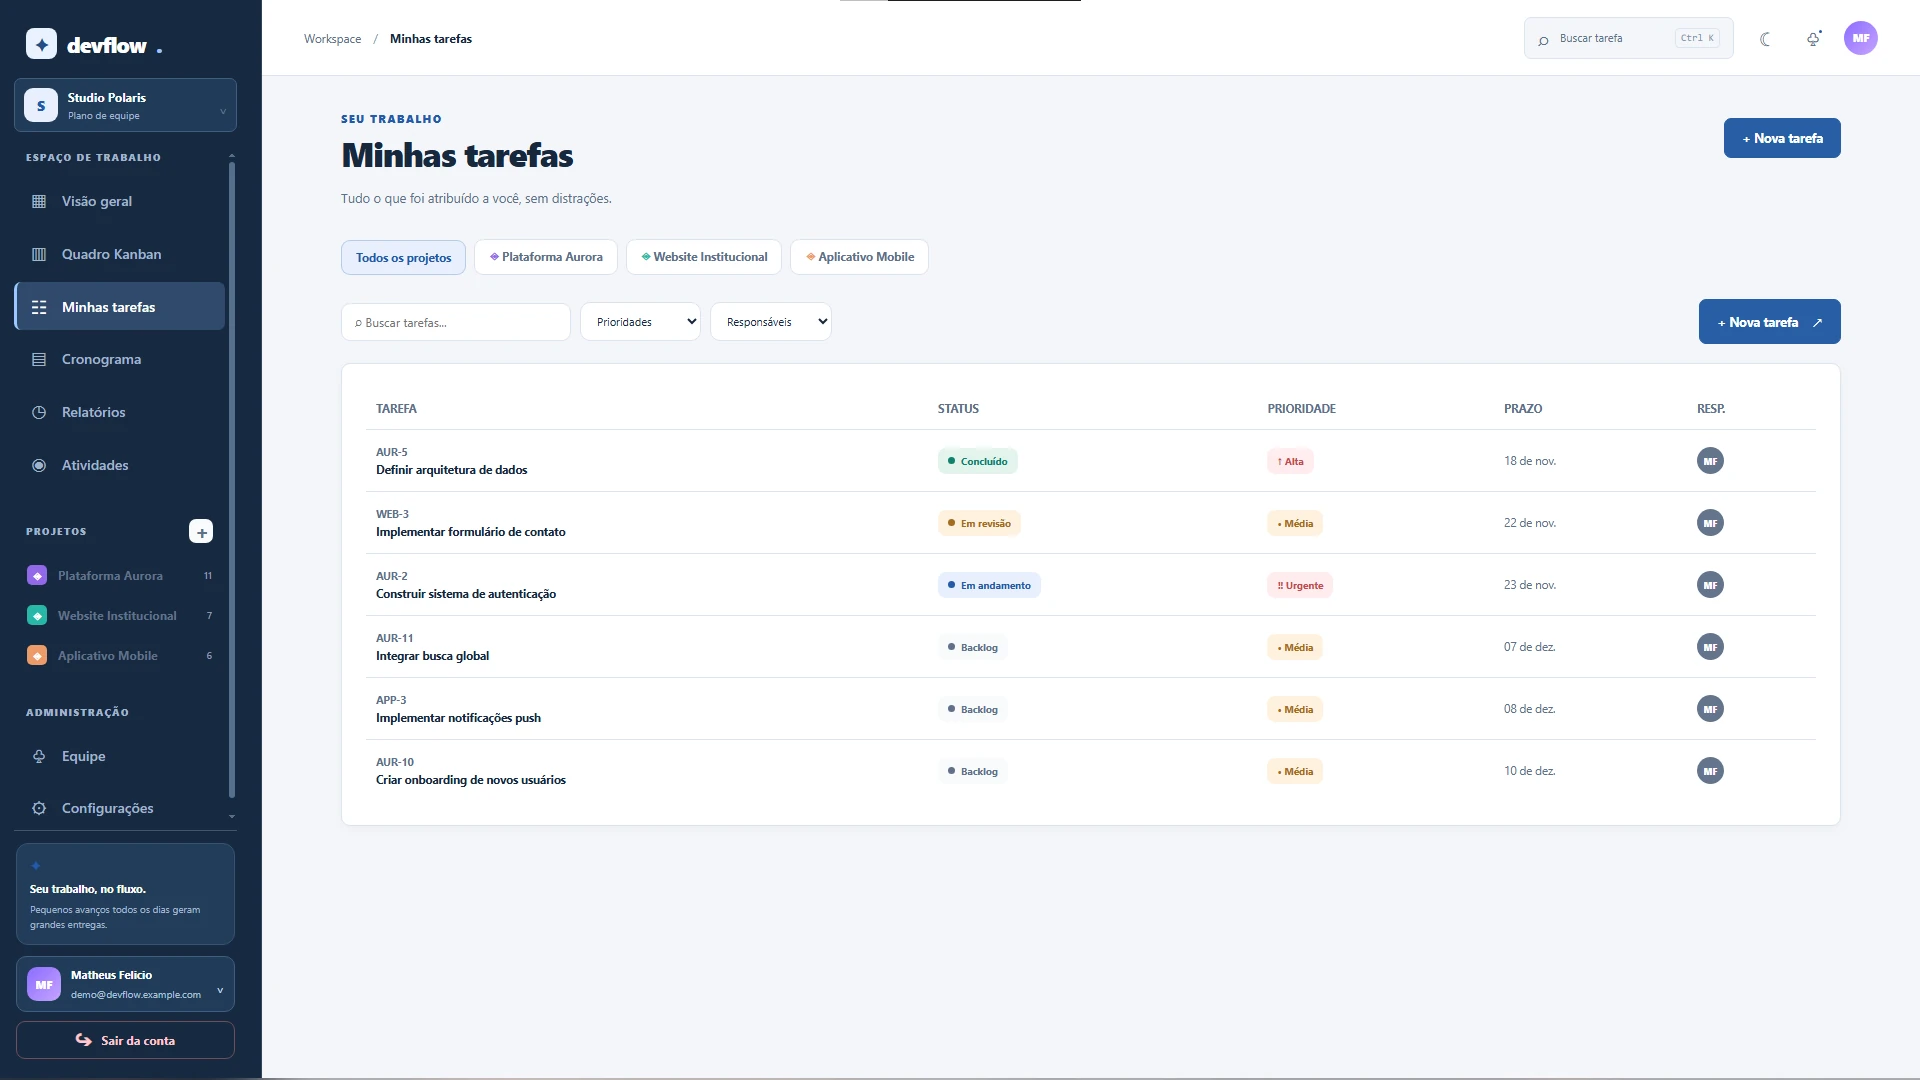 devflow .
S
Studio Polaris
Plano de equipe
ESPAÇO DE TRABALHO
Visão geral
Quadro Kanban
Minhas tarefas
Cronograma
Relatórios
Atividades
PROJETOS
+
Plataforma Aurora 11
Website Institucional 7
Aplicativo Mobile 6
ADMINISTRAÇÃO
Equipe
Configurações
Seu trabalho, no fluxo.
Pequenos avanços todos os dias geram
grandes entregas.
MF
Matheus Felicio
demo@devflow.example.com
Sair da conta
Workspace / Minhas tarefas
Buscar tarefa Ctrl K
MF
SEU TRABALHO
Minhas tarefas
Tudo o que foi atribuído a você, sem distrações.
+ Nova tarefa
Todos os projetos
Plataforma Aurora
Website Institucional
Aplicativo Mobile
Buscar tarefas...
Prioridades
Responsáveis
+ Nova tarefa ↗
TAREFA STATUS PRIORIDADE PRAZO RESP.
AUR-5
Definir arquitetura de dados
Concluído ↑ Alta 18 de nov. MF
WEB-3
Implementar formulário de contato
Em revisão • Média 22 de nov. MF
AUR-2
Construir sistema de autenticação
Em andamento !! Urgente 23 de nov. MF
AUR-11
Integrar busca global
Backlog • Média 07 de dez. MF
APP-3
Implementar notificações push
Backlog • Média 08 de dez. MF
AUR-10
Criar onboarding de novos usuários
Backlog • Média 10 de dez. MF